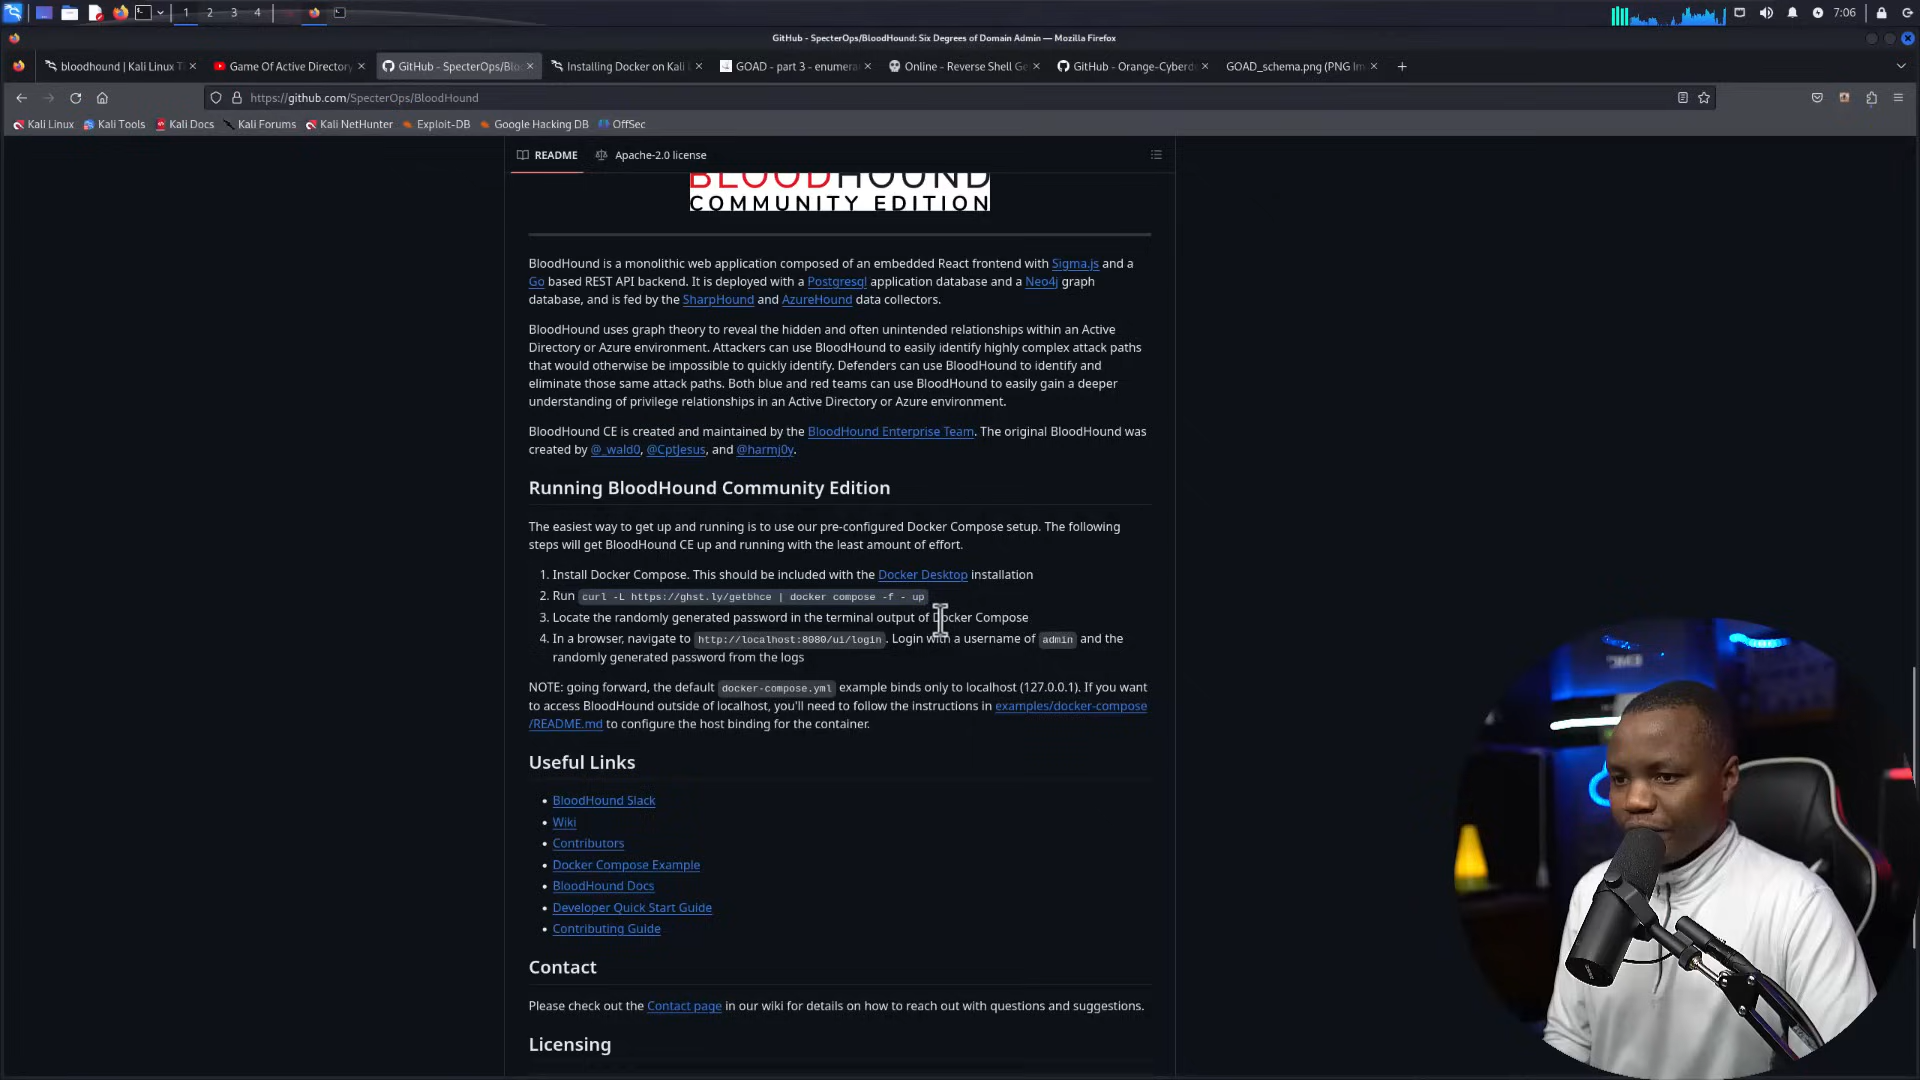 1 2 3 4 7:06
GitHub - SpecterOps/BloodHound: Six Degrees of Domain Admin — Mozilla Firefox
bloodhound | Kali Linux T × Game Of Active Directory × GitHub - SpecterOps/Blo × Installing Docker on Kali × GOAD - part 3 - enumera × Online - Reverse Shell Ge × GitHub - Orange-Cyberd × GOAD_schema.png (PNG Im × +
https://github.com/SpecterOps/BloodHound
Kali Linux Kali Tools Kali Docs Kali Forums Kali NetHunter Exploit-DB Google Hacking DB OffSec
README Apache-2.0 license
BLOODHOUND
COMMUNITY EDITION
BloodHound is a monolithic web application composed of an embedded React frontend with Sigma.js and a
Go based REST API backend. It is deployed with a Postgresql application database and a Neo4j graph
database, and is fed by the SharpHound and AzureHound data collectors.
BloodHound uses graph theory to reveal the hidden and often unintended relationships within an Active
Directory or Azure environment. Attackers can use BloodHound to easily identify highly complex attack paths
that would otherwise be impossible to quickly identify. Defenders can use BloodHound to identify and
eliminate those same attack paths. Both blue and red teams can use BloodHound to easily gain a deeper
understanding of privilege relationships in an Active Directory or Azure environment.
BloodHound CE is created and maintained by the BloodHound Enterprise Team. The original BloodHound was
created by @_wald0, @CptJesus, and @harmj0y.
Running BloodHound Community Edition
The easiest way to get up and running is to use our pre-configured Docker Compose setup. The following
steps will get BloodHound CE up and running with the least amount of effort.
1. Install Docker Compose. This should be included with the Docker Desktop installation
2. Run curl -L https://ghst.ly/getbhce | docker compose -f - up
3. Locate the randomly generated password in the terminal output of Docker Compose
4. In a browser, navigate to http://localhost:8080/ui/login. Login with a username of admin and the
randomly generated password from the logs
NOTE: going forward, the default docker-compose.yml example binds only to localhost (127.0.0.1). If you want
to access BloodHound outside of localhost, you'll need to follow the instructions in examples/docker-compose
/README.md to configure the host binding for the container.
Useful Links
• BloodHound Slack
• Wiki
• Contributors
• Docker Compose Example
• BloodHound Docs
• Developer Quick Start Guide
• Contributing Guide
Contact
Please check out the Contact page in our wiki for details on how to reach out with questions and suggestions.
Licensing